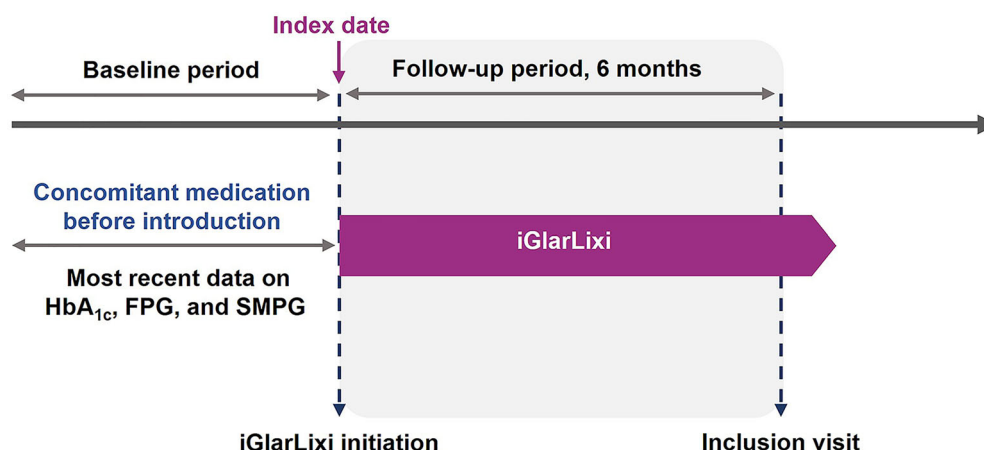 Index date
Baseline period
Follow-up period, 6 months
Concomitant medication
before introduction
iGlarLixi
Most recent data on
HbA1c, FPG, and SMPG
iGlarLixi initiation
Inclusion visit